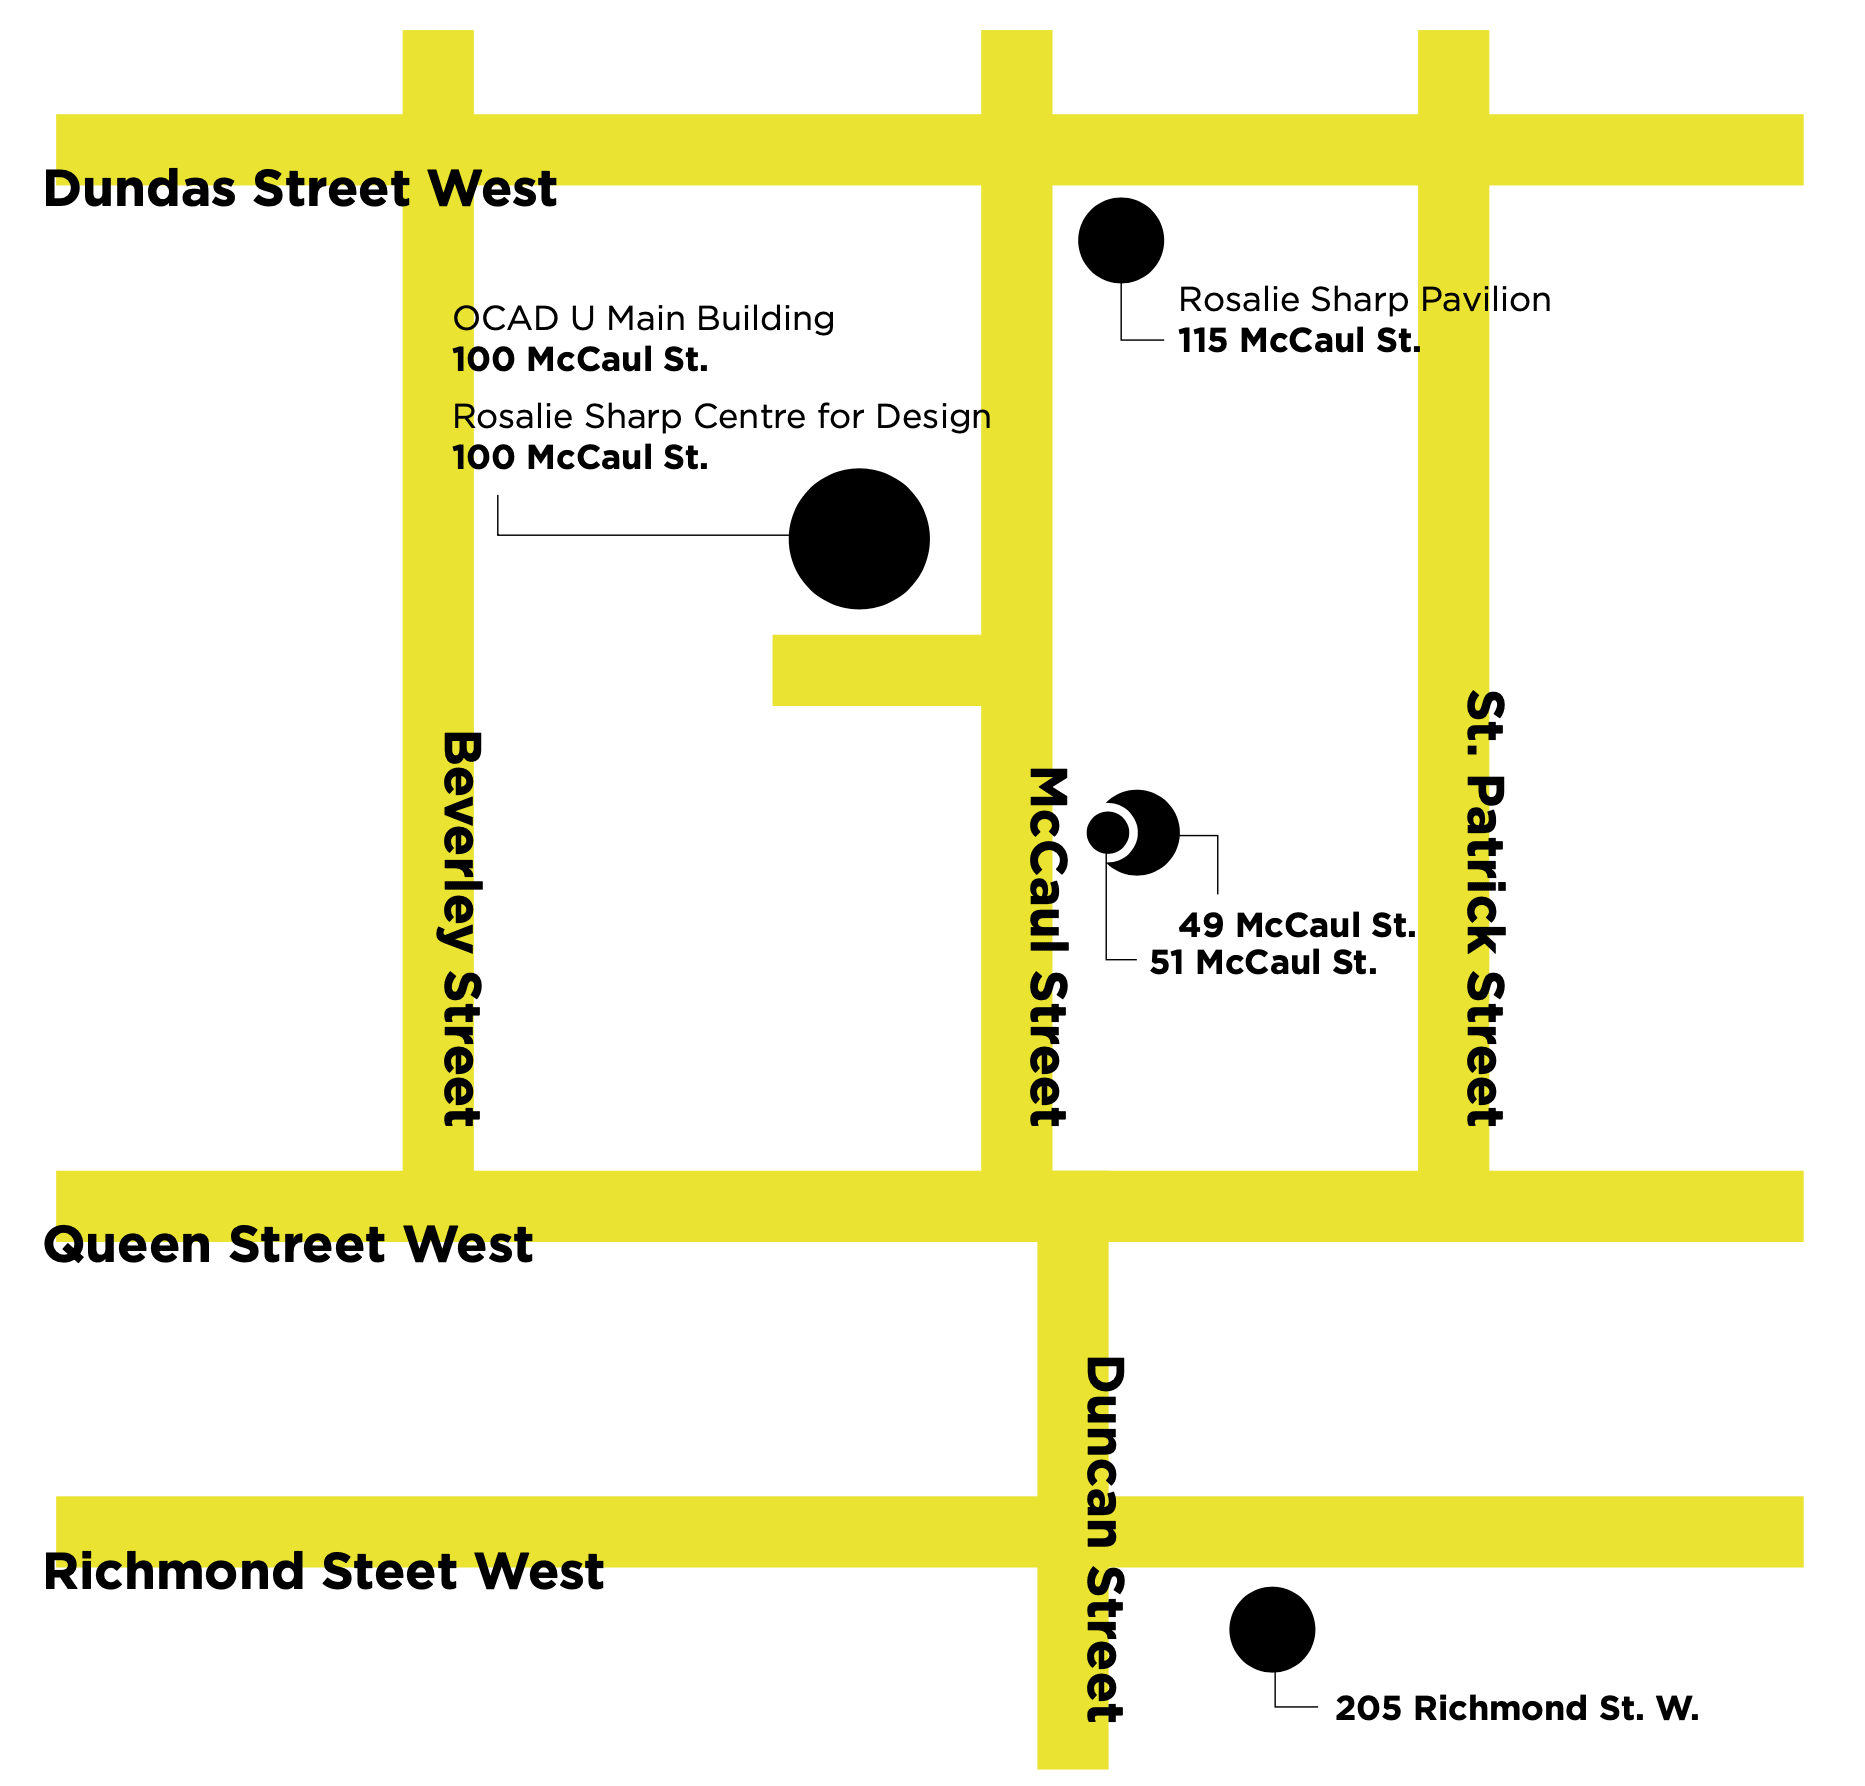 Dundas Street West
OCAD U Main Building
100 McCaul St.
Rosalie Sharp Centre for Design
100 McCaul St.
Rosalie Sharp Pavilion
115 McCaul St.
Beverley Street
McCaul Street
St. Patrick Street
49 McCaul St.
51 McCaul St.
Queen Street West
Duncan Street
Richmond Steet West
205 Richmond St. W.